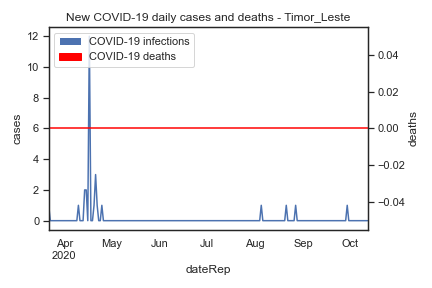 New COVID-19 daily cases and deaths - Timor_Leste
COVID-19 infections
COVID-19 deaths
12
10
8
6
4
2
0
cases
0.04
0.02
0.00
−0.02
−0.04
deaths
Apr May Jun Jul Aug Sep Oct
2020
dateRep